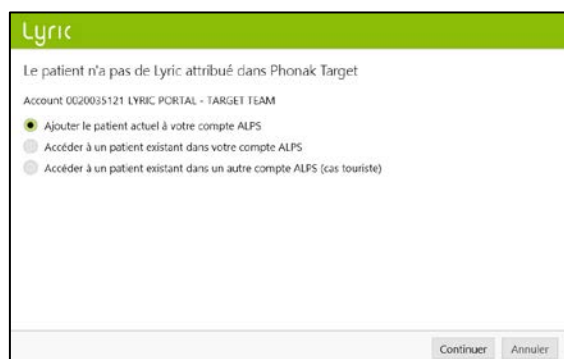 Lyric
Le patient n'a pas de Lyric attribué dans Phonak Target
Account 0020035121 LYRIC PORTAL - TARGET TEAM
Ajouter le patient actuel à votre compte ALPS
Accéder à un patient existant dans votre compte ALPS
Accéder à un patient existant dans un autre compte ALPS (cas touriste)
Continuer Annuler